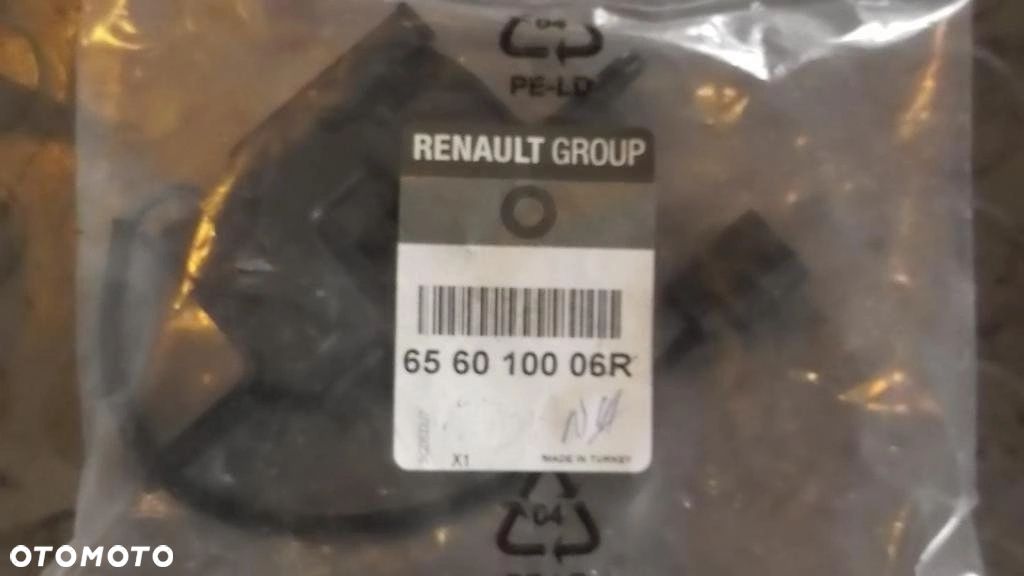 04
PE-LD
RENAULT GROUP
65 60 100 06R
X1
MADE IN TURKEY
04
OTOMOTO